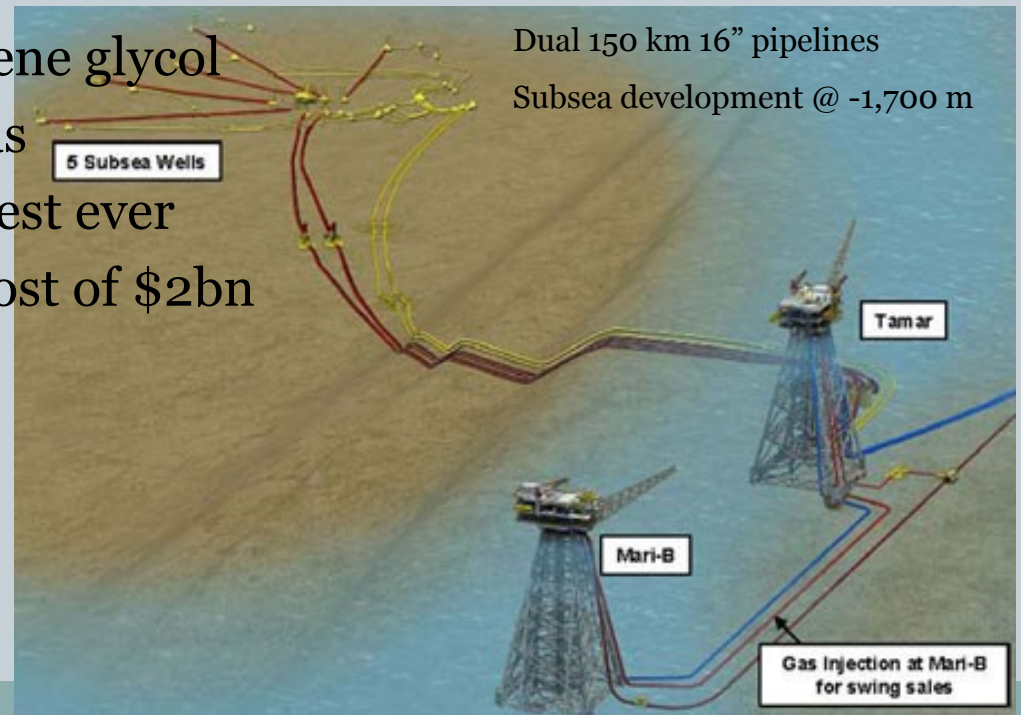 ene glycol
as
est ever
ost of $2bn
Dual 150 km 16” pipelines
Subsea development @ -1,700 m
5 Subsea Wells
Tamar
Mari-B
Gas Injection at Mari-B
for swing sales